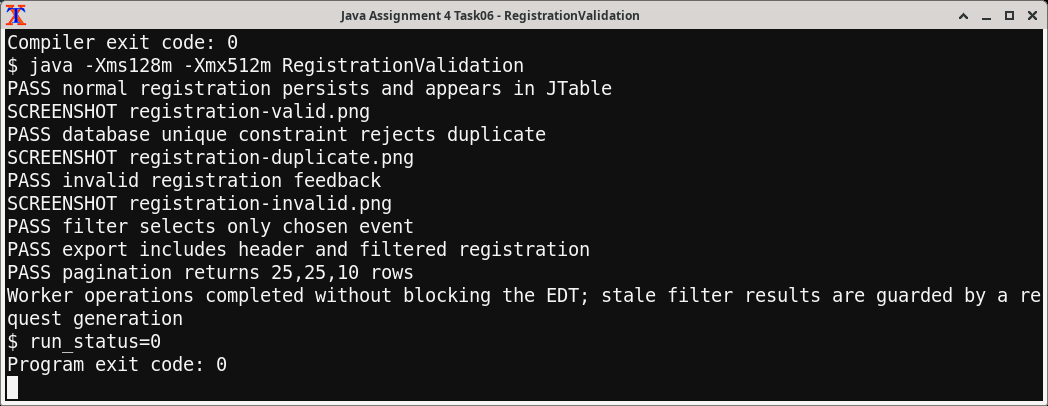 Java Assignment 4 Task06 - RegistrationValidation
Compiler exit code: 0
$ java -Xms128m -Xmx512m RegistrationValidation
PASS normal registration persists and appears in JTable
SCREENSHOT registration-valid.png
PASS database unique constraint rejects duplicate
SCREENSHOT registration-duplicate.png
PASS invalid registration feedback
SCREENSHOT registration-invalid.png
PASS filter selects only chosen event
PASS export includes header and filtered registration
PASS pagination returns 25,25,10 rows
Worker operations completed without blocking the EDT; stale filter results are guarded by a re
quest generation
$ run_status=0
Program exit code: 0